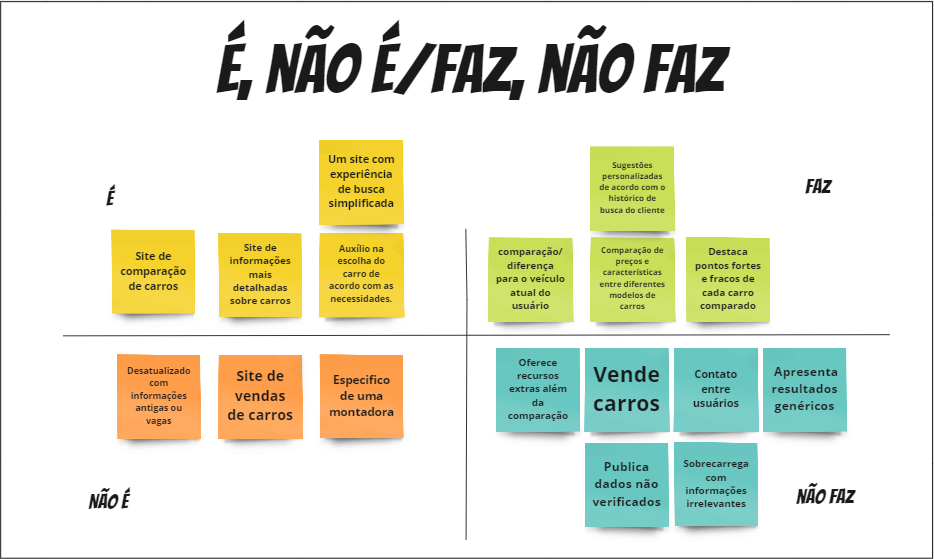 É, NÃO É/FAZ, NÃO FAZ
É
Um site com
experiência
de busca
simplificada
Site de
comparação
de carros
Site de
informações
mais
detalhadas
sobre carros
Auxílio na
escolha do
carro de
acordo com as
necessidades.
FAZ
Sugestões
personalizadas
de acordo com o
histórico de
busca do cliente
comparação/
diferença
para o veículo
atual do
usuário
Comparação de
preços e
características
entre diferentes
modelos de
carros
Destaca
pontos fortes
e fracos de
cada carro
comparado
Desatualizado
com
informações
antigas ou
vagas
Site de
vendas
de carros
Especifico
de uma
montadora
NÃO É
Oferece
recursos
extras além
da
comparação
Vende
carros
Contato
entre
usuários
Apresenta
resultados
genéricos
Publica
dados não
verificados
Sobrecarrega
com
informações
irrelevantes
NÃO FAZ